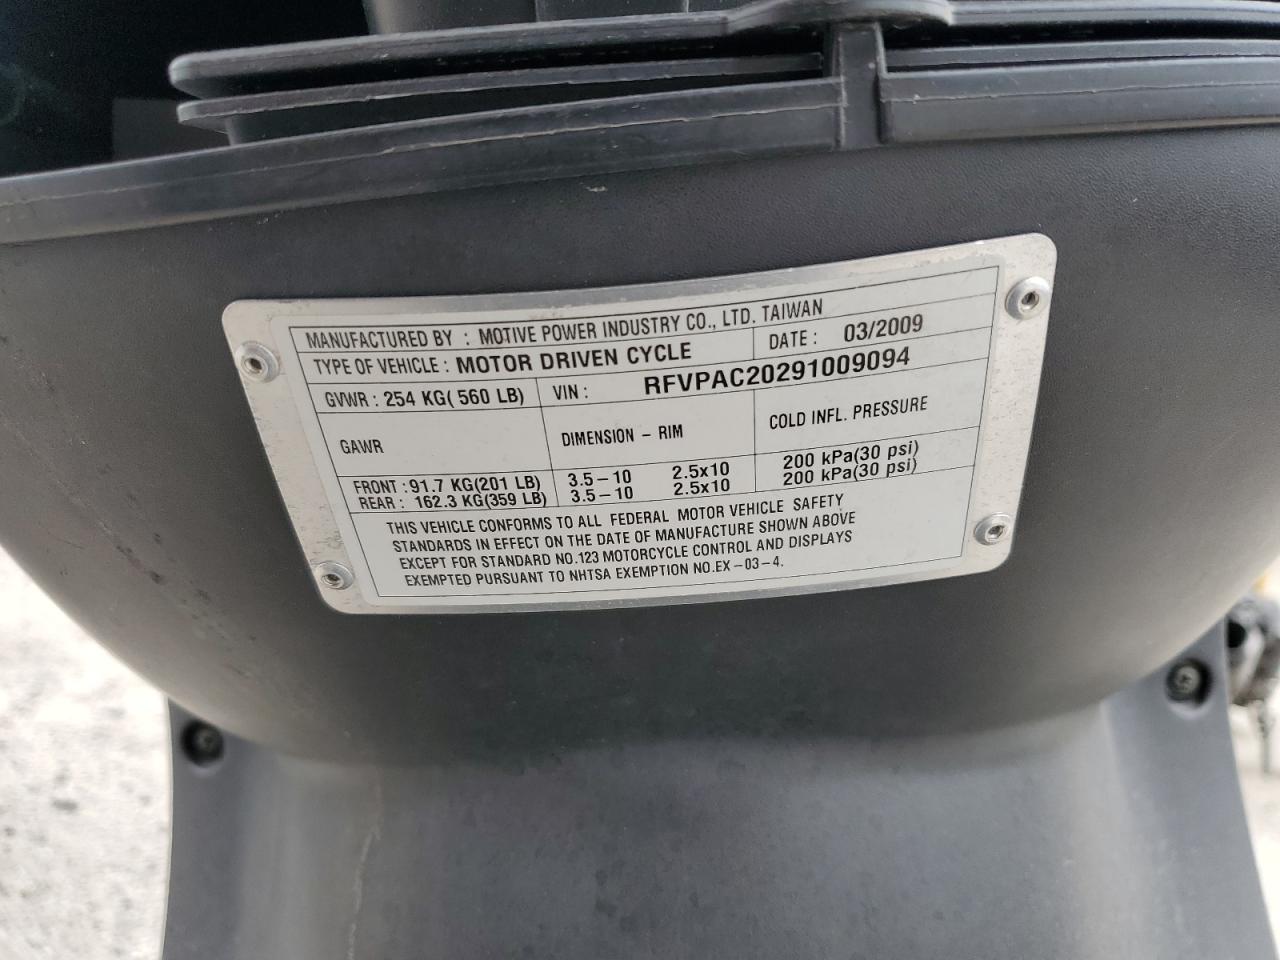 MANUFACTURED BY : MOTIVE POWER INDUSTRY CO., LTD. TAIWAN
TYPE OF VEHICLE : MOTOR DRIVEN CYCLE DATE : 03/2009
GVWR : 254 KG( 560 LB) VIN : RFVPAC20291009094
GAWR DIMENSION - RIM COLD INFL. PRESSURE
FRONT : 91.7 KG(201 LB) 3.5-10 2.5x10 200 kPa(30 psi)
REAR : 162.3 KG(359 LB) 3.5-10 2.5x10 200 kPa(30 psi)
THIS VEHICLE CONFORMS TO ALL FEDERAL MOTOR VEHICLE SAFETY
STANDARDS IN EFFECT ON THE DATE OF MANUFACTURE SHOWN ABOVE
EXCEPT FOR STANDARD NO.123 MOTORCYCLE CONTROL AND DISPLAYS
EXEMPTED PURSUANT TO NHTSA EXEMPTION NO.EX-03-4.